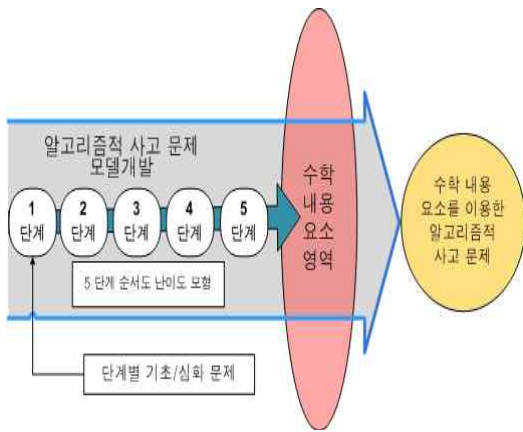 알고리즘적 사고 문제
모델개발
1
단계
2
단계
3
단계
4
단계
5
단계
5 단계 순서도 난이도 모형
단계별 기초/심화 문제
수학
내용
요소
영역
수학 내용
요소를 이용한
알고리즘적
사고 문제